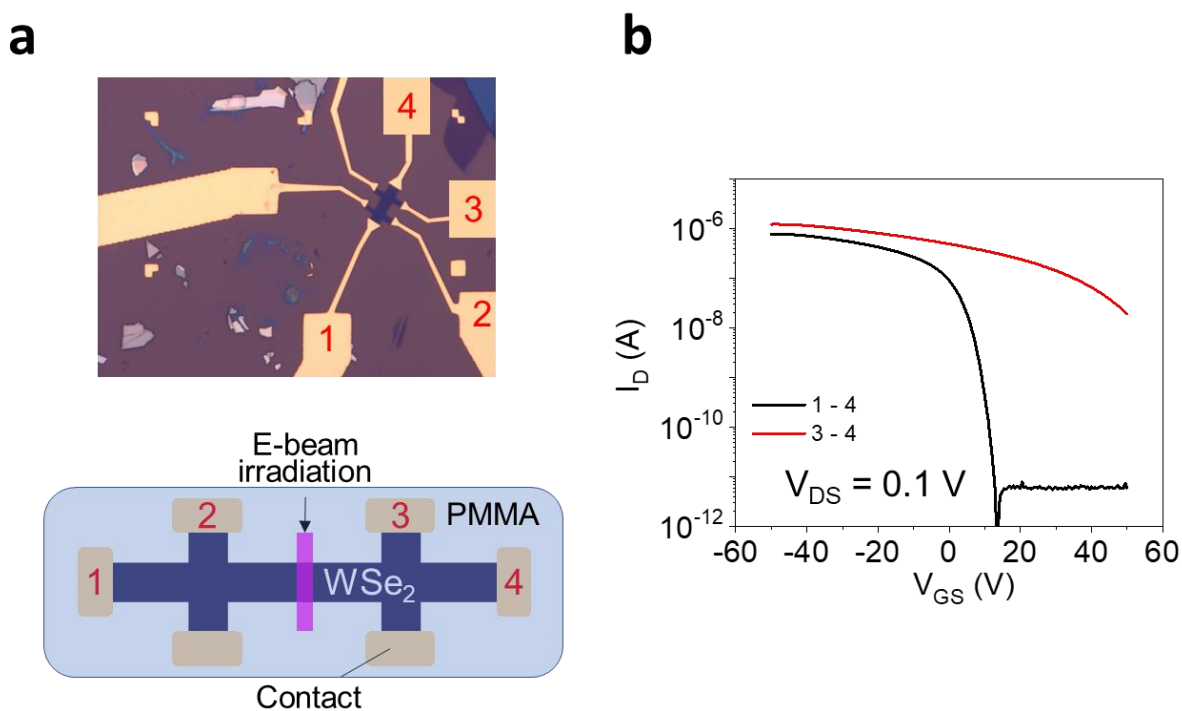 a
4
3
2
1
E-beam
irradiation
2
3
PMMA
1
WSe₂
4
Contact
b
I_D (A)
10⁻⁶
10⁻⁸
10⁻¹⁰
10⁻¹²
1 - 4
3 - 4
V_DS = 0.1 V
-60 -40 -20 0 20 40 60
V_GS (V)